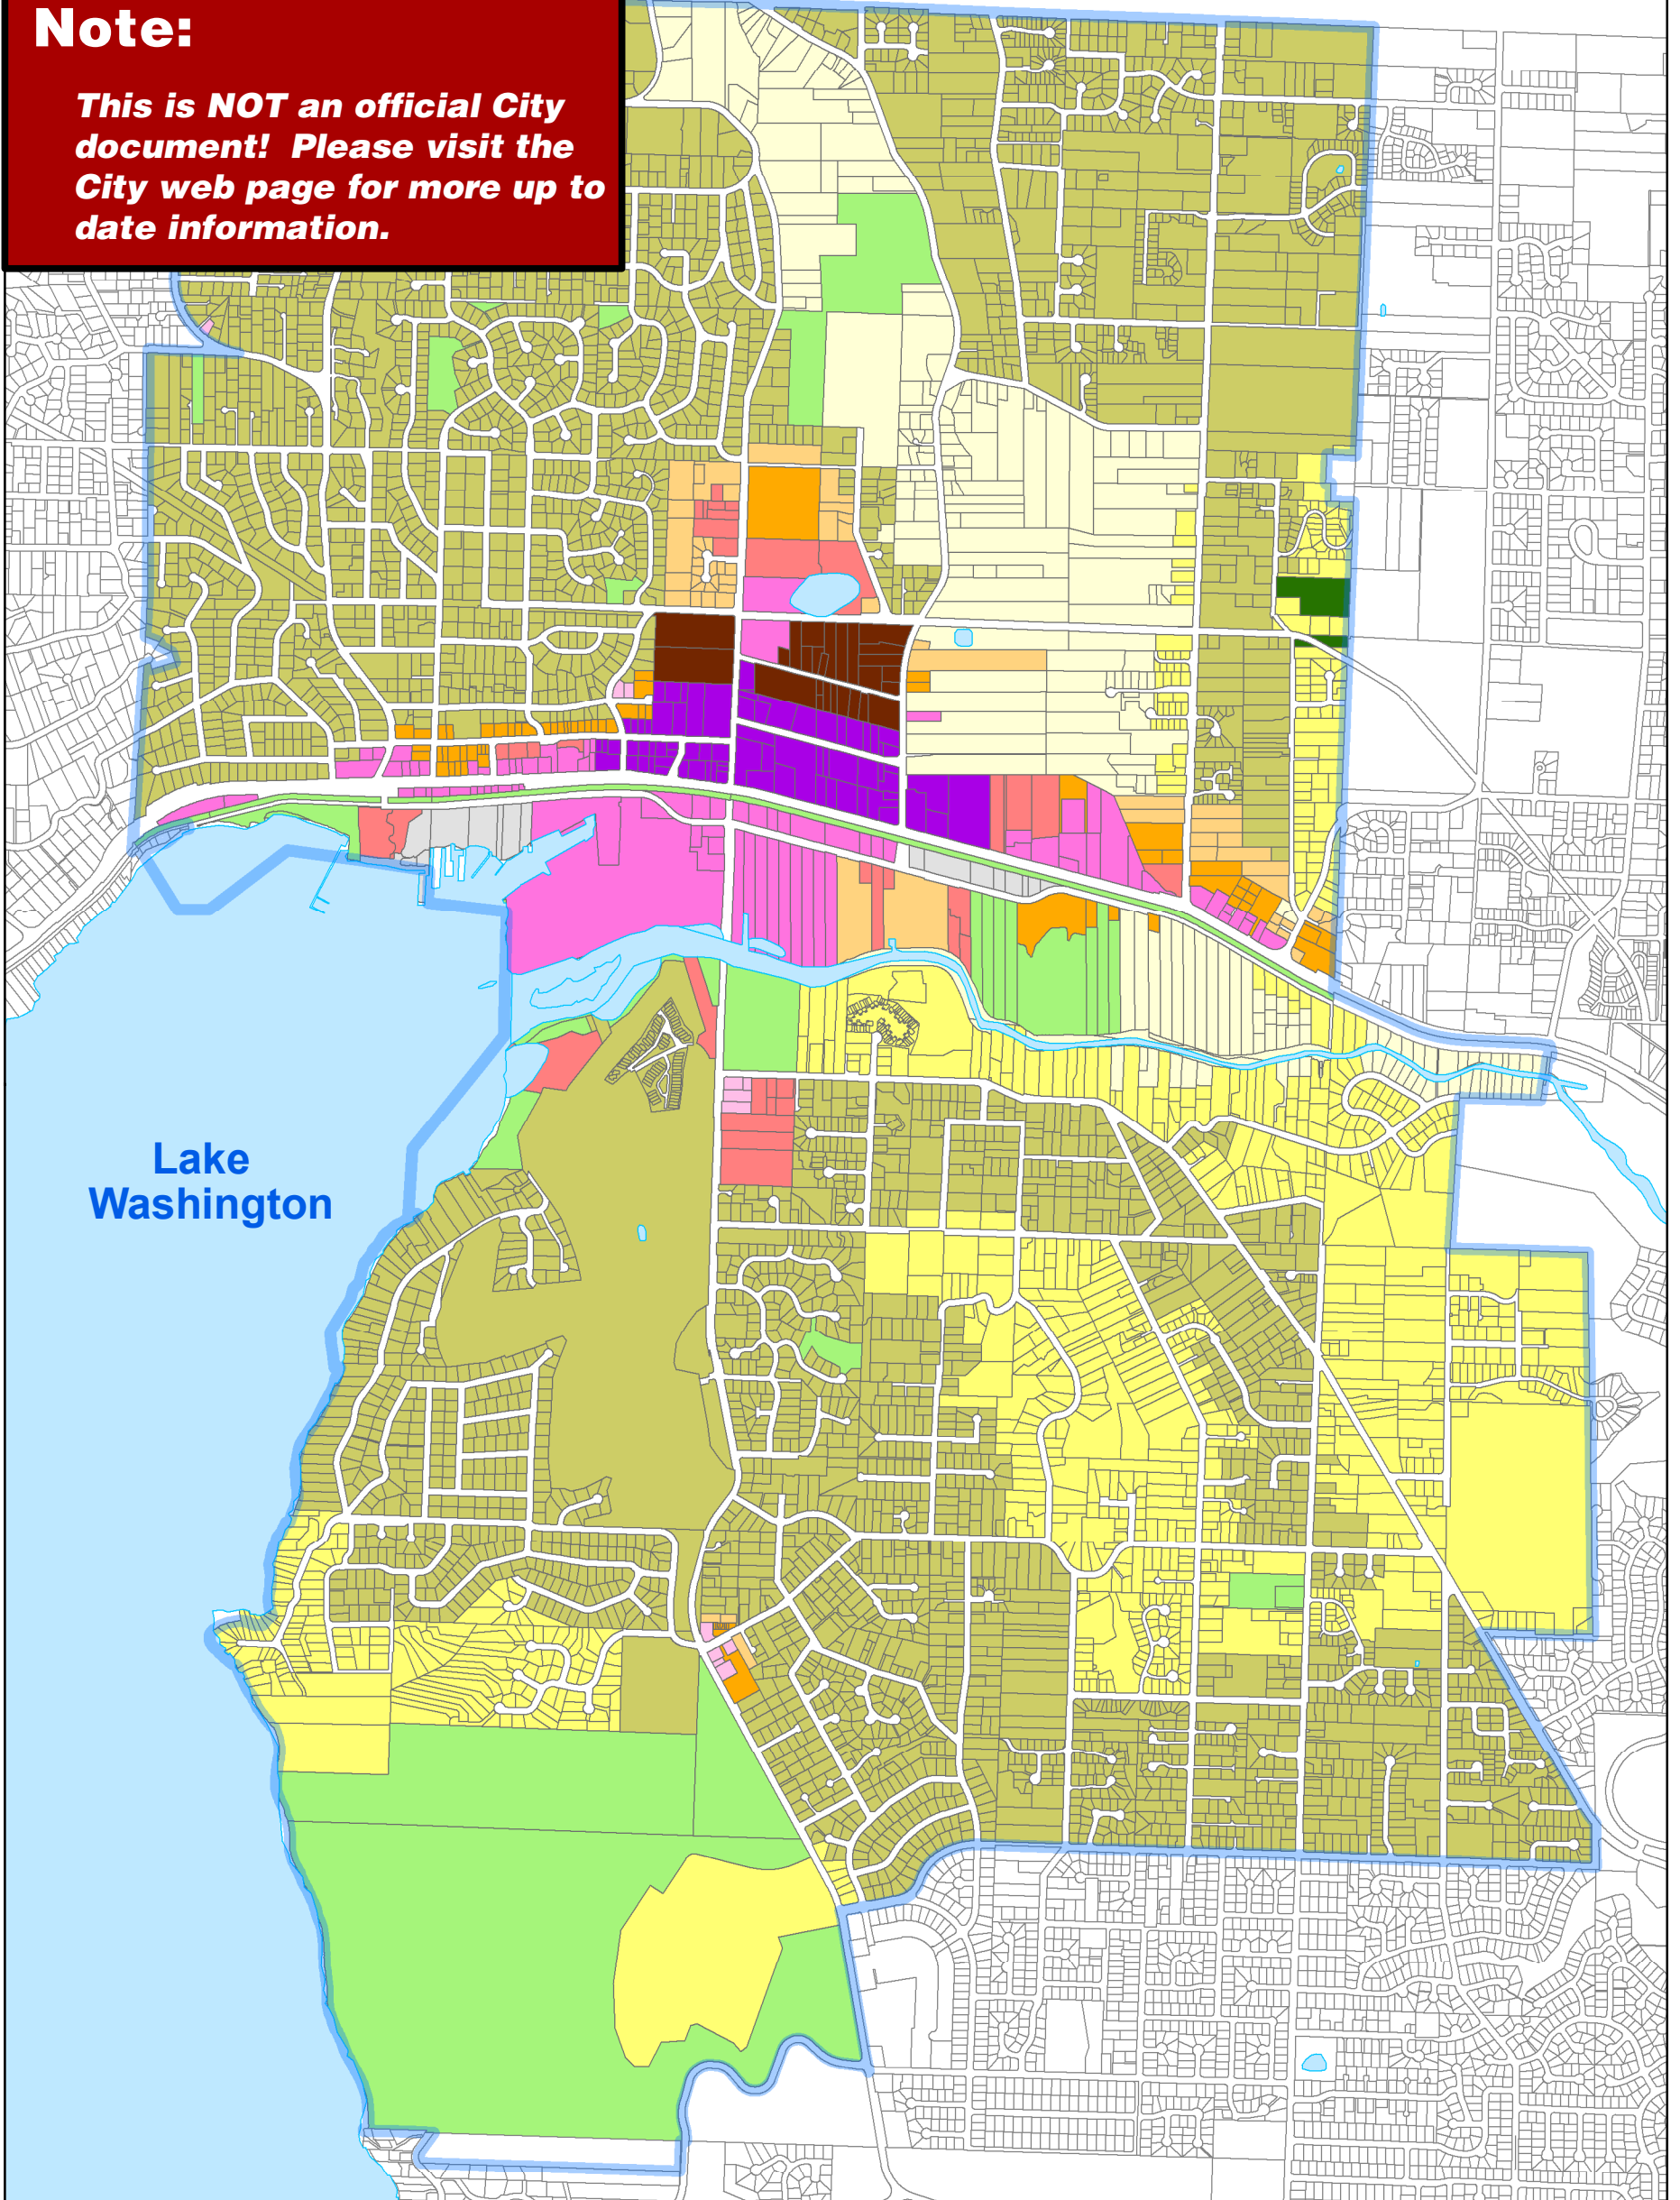 Note:
This is NOT an official City
document! Please visit the
City web page for more up to
date information.
Lake
Washington